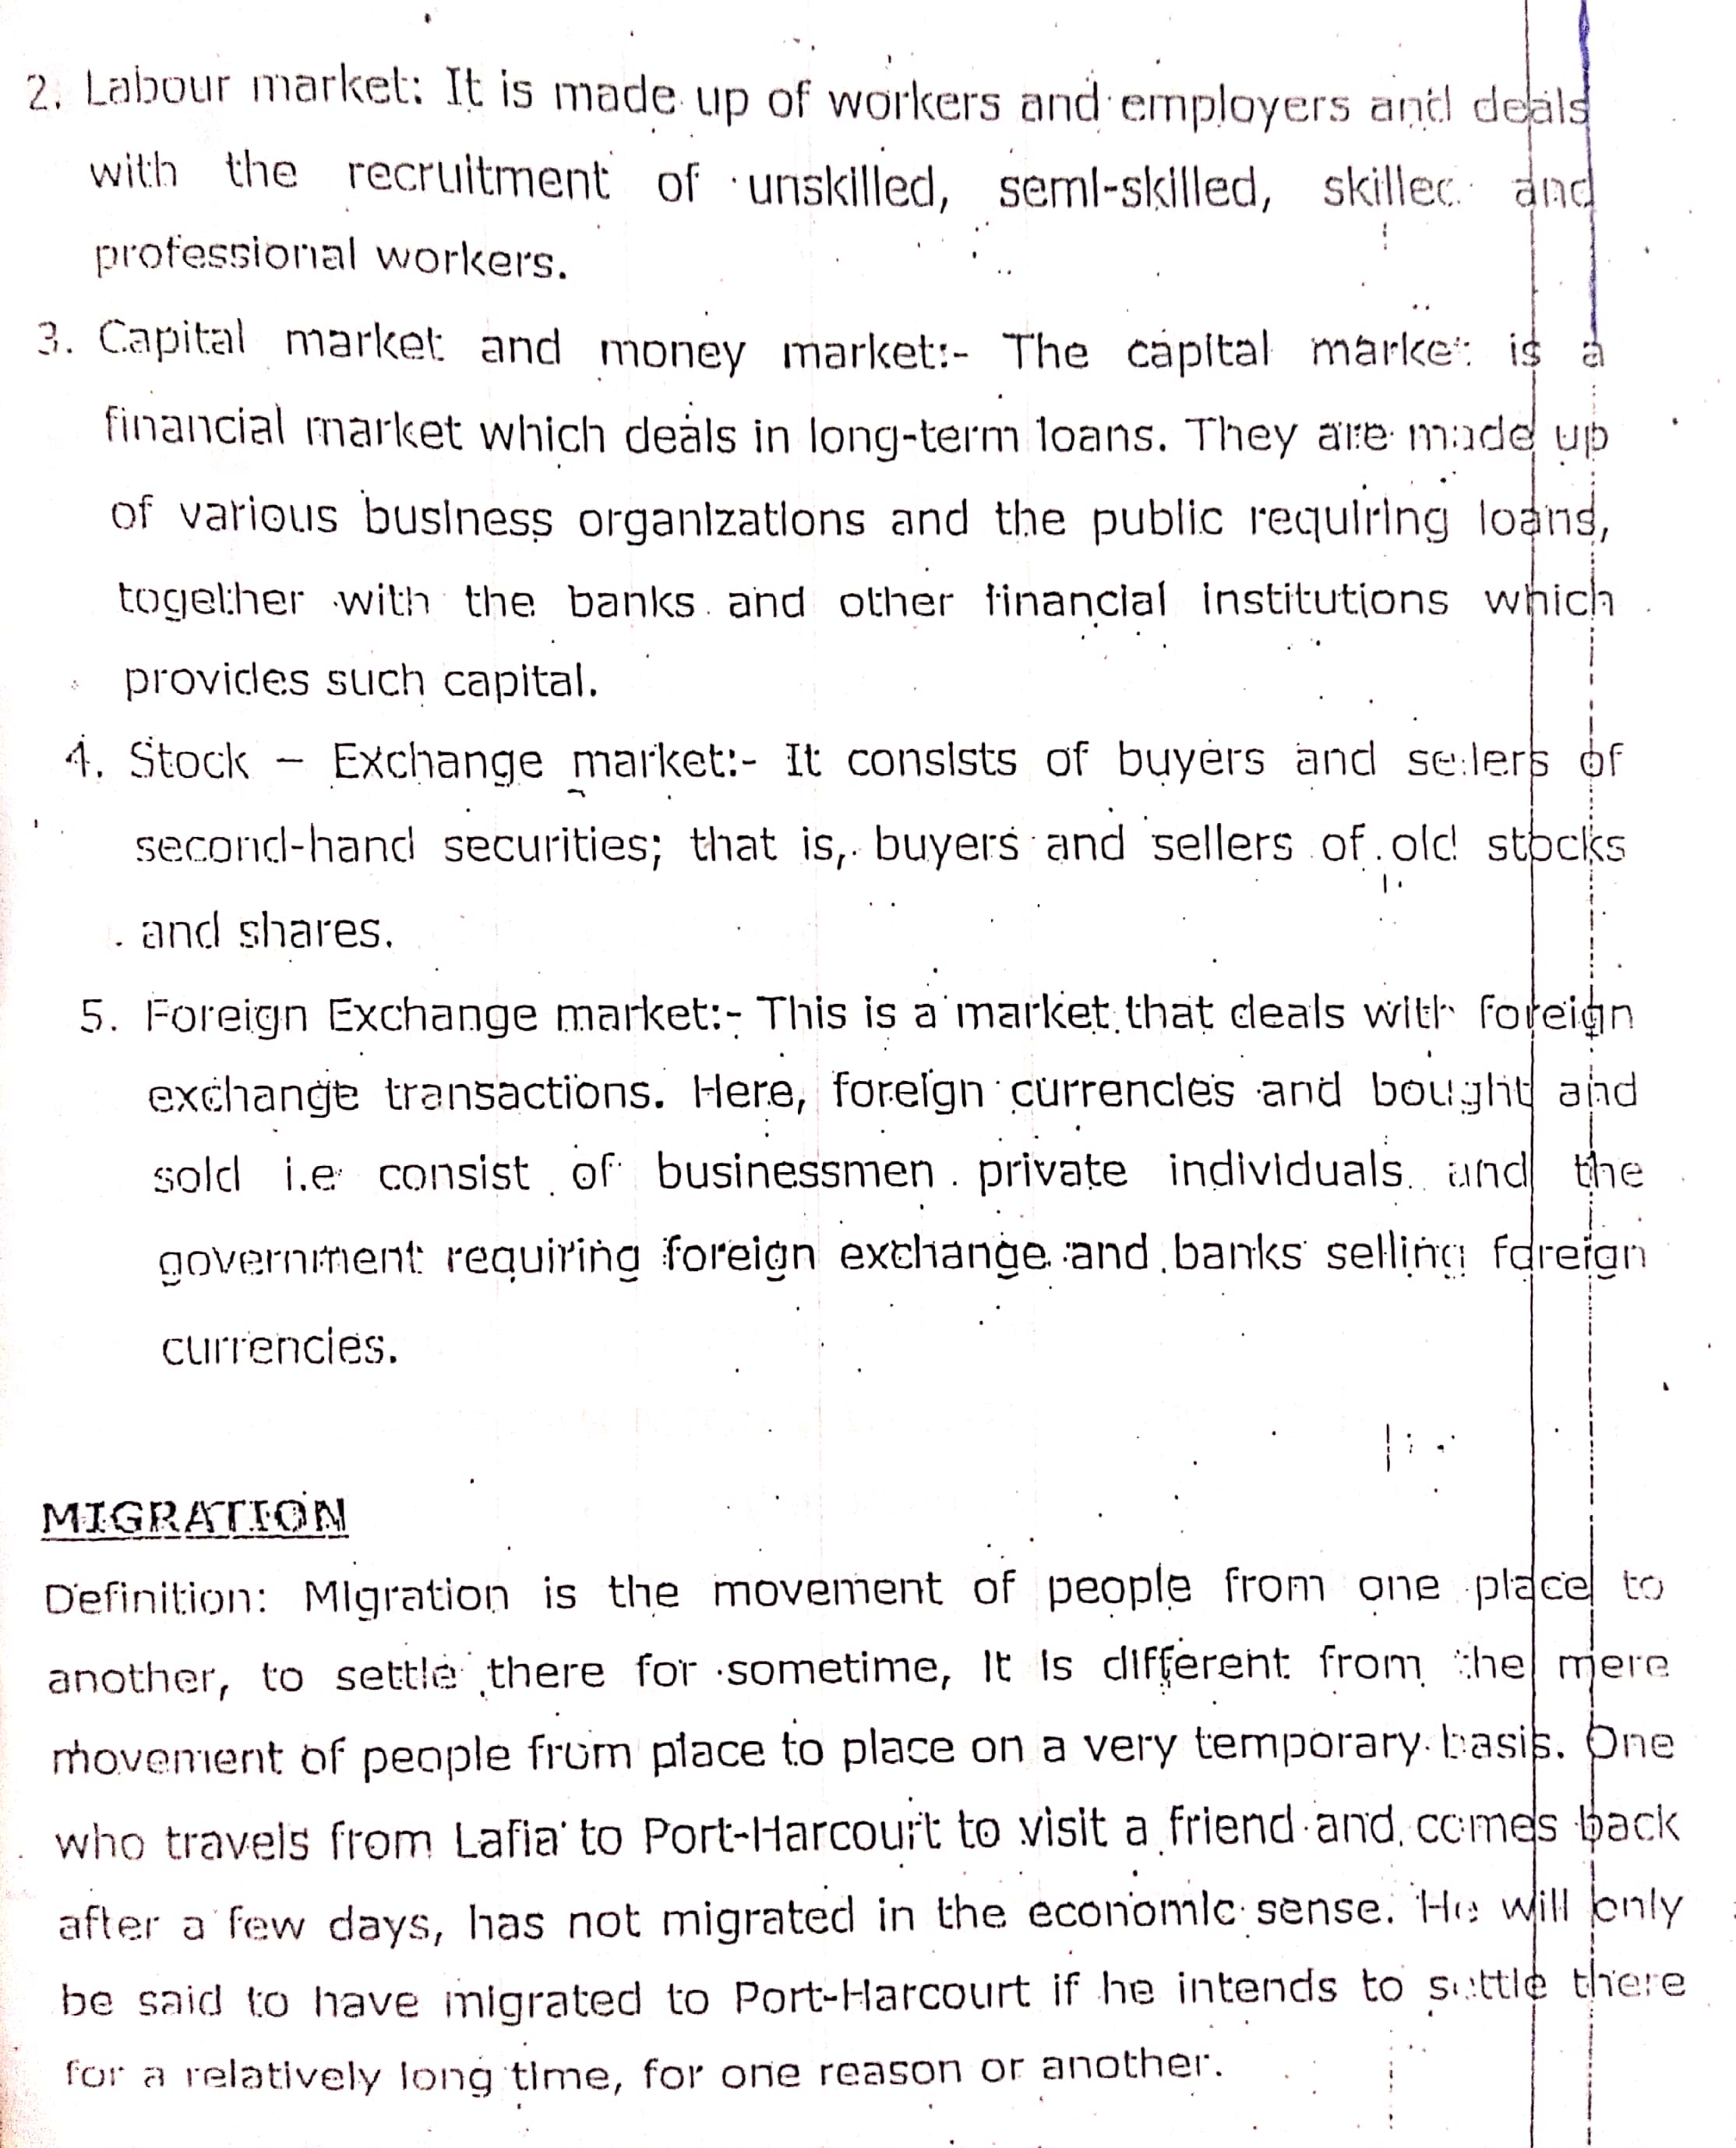 2. Labour market: It is made up of workers and employers and deals
with the recruitment of unskilled, semi-skilled, skilled and
professional workers.
3. Capital market and money market:- The capital market is a
financial market which deals in long-term loans. They are made up
of various business organizations and the public requiring loans,
together with the banks and other financial institutions which
provides such capital.
4. Stock – Exchange market:- It consists of buyers and sellers of
second-hand securities; that is, buyers and sellers of old stocks
and shares.
5. Foreign Exchange market:- This is a market that deals with foreign
exchange transactions. Here, foreign currencies and bought and
sold i.e consist of businessmen. private individuals and the
government requiring foreign exchange and banks selling foreign
currencies.
MIGRATION
Definition: Migration is the movement of people from one place to
another, to settle there for sometime, It is different from the mere
movement of people from place to place on a very temporary basis. One
who travels from Lafia to Port-Harcourt to visit a friend and comes back
after a few days, has not migrated in the economic sense. He will only
be said to have migrated to Port-Harcourt if he intends to settle there
for a relatively long time, for one reason or another.